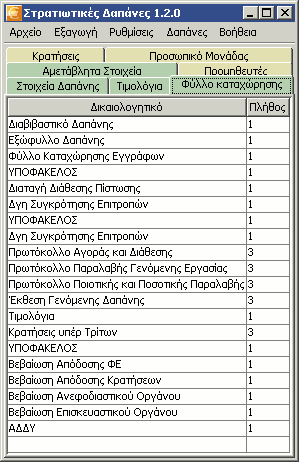 Στρατιωτικές Δαπάνες 1.2.0
Αρχείο Εξαγωγή Ρυθμίσεις Δαπάνες Βοήθεια
Κρατήσεις Προσωπικό Μονάδας
Αμετάβλητα Στοιχεία Προμηθευτές
Στοιχεία Δαπάνης Τιμολόγια Φύλλο καταχώρησης
Δικαιολογητικό Πλήθος
Διαβιβαστικό Δαπάνης 1
Εξώφυλλο Δαπάνης 1
Φύλλο Καταχώρησης Εγγράφων 1
ΥΠΟΦΑΚΕΛΟΣ 1
Διαταγή Διάθεσης Πίστωσης 1
Δγη Συγκρότησης Επιτροπών 1
ΥΠΟΦΑΚΕΛΟΣ 1
Δγη Συγκρότησης Επιτροπών 1
Πρωτόκολλο Αγοράς και Διάθεσης 3
Πρωτόκολλο Παραλαβής Γενόμενης Εργασίας 3
Πρωτόκολλο Ποιοτικής και Ποσοτικής Παραλαβής 3
Έκθεση Γενόμενης Δαπάνης 3
Τιμολόγια 1
Κρατήσεις υπέρ Τρίτων 3
ΥΠΟΦΑΚΕΛΟΣ 1
Βεβαίωση Απόδοσης ΦΕ 1
Βεβαίωση Απόδοσης Κρατήσεων 1
Βεβαίωση Ανεφοδιαστικού Οργάνου 1
Βεβαίωση Επισκευαστικού Οργάνου 1
ΑΔΔΥ 1